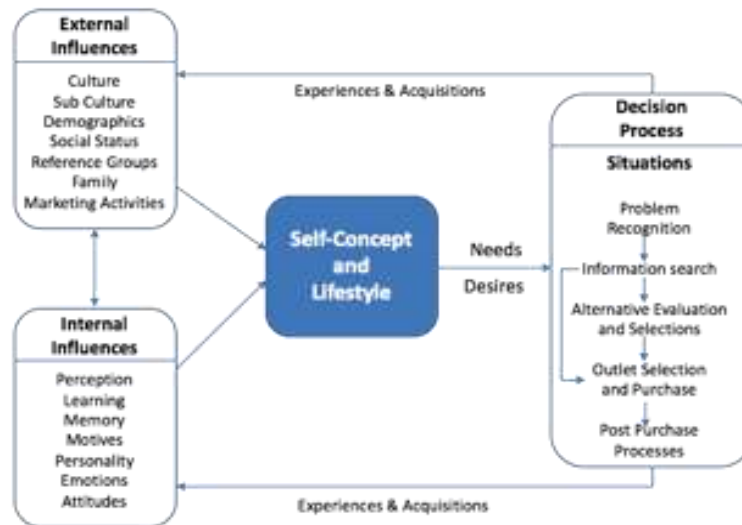 External
Influences
Culture
Sub Culture
Demographics
Social Status
Reference Groups
Family
Marketing Activities
Internal
Influences
Perception
Learning
Memory
Motives
Personality
Emotions
Attitudes
Self-Concept
and
Lifestyle
Experiences & Acquisitions
Needs
Desires
Experiences & Acquisitions
Decision
Process
Situations
Problem
Recognition
Information search
Alternative Evaluation
and Selections
Outlet Selection
and Purchase
Post Purchase
Processes